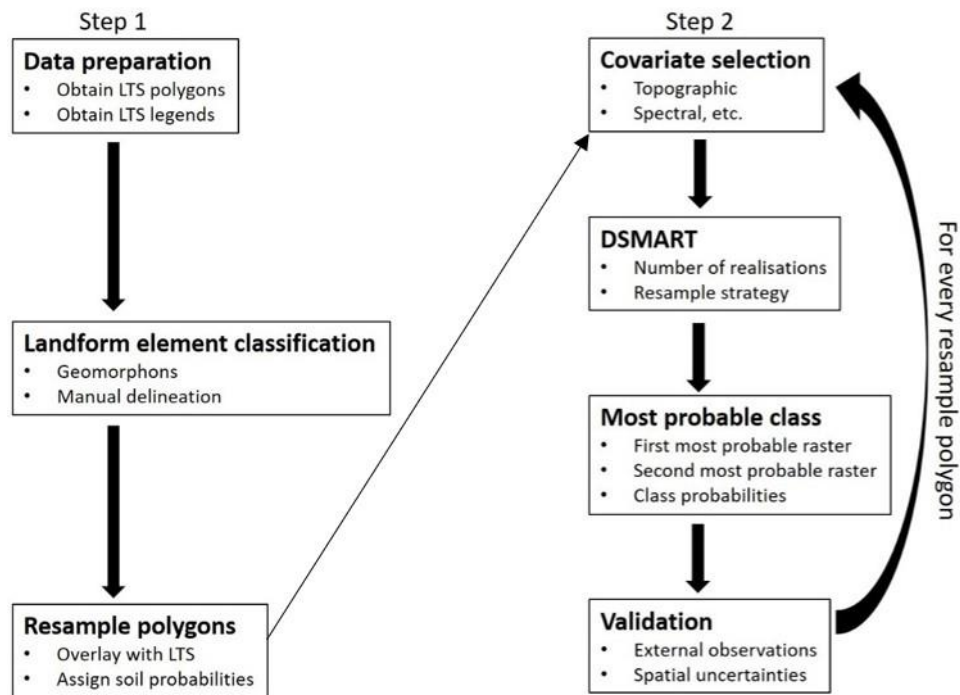 Step 1
Data preparation
• Obtain LTS polygons
• Obtain LTS legends
Landform element classification
• Geomorphons
• Manual delineation
Resample polygons
• Overlay with LTS
• Assign soil probabilities
Step 2
Covariate selection
• Topographic
• Spectral, etc.
DSMART
• Number of realisations
• Resample strategy
Most probable class
• First most probable raster
• Second most probable raster
• Class probabilities
Validation
• External observations
• Spatial uncertainties
For every resample polygon